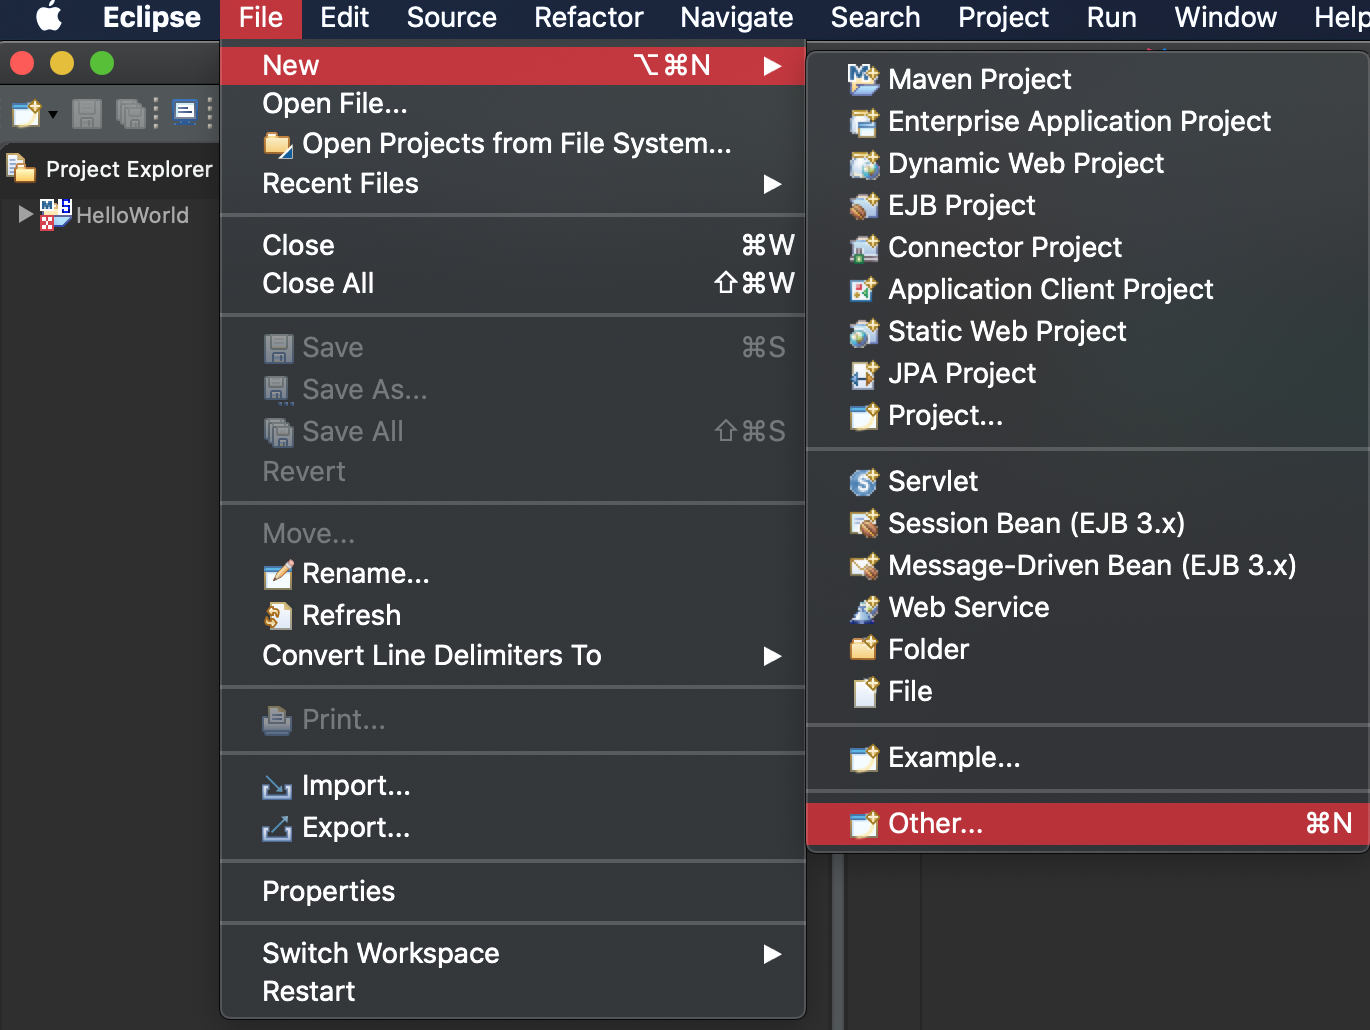 Eclipse File Edit Source Refactor Navigate Search Project Run Window Help
New ⌥⌘N ▶
Open File...
Open Projects from File System...
Recent Files ▶
Close ⌘W
Close All ⇧⌘W
Save ⌘S
Save As...
Save All ⇧⌘S
Revert
Move...
Rename...
Refresh
Convert Line Delimiters To ▶
Print...
Import...
Export...
Properties
Switch Workspace ▶
Restart
Maven Project
Enterprise Application Project
Dynamic Web Project
EJB Project
Connector Project
Application Client Project
Static Web Project
JPA Project
Project...
Servlet
Session Bean (EJB 3.x)
Message-Driven Bean (EJB 3.x)
Web Service
Folder
File
Example...
Other... ⌘N
Project Explorer
HelloWorld